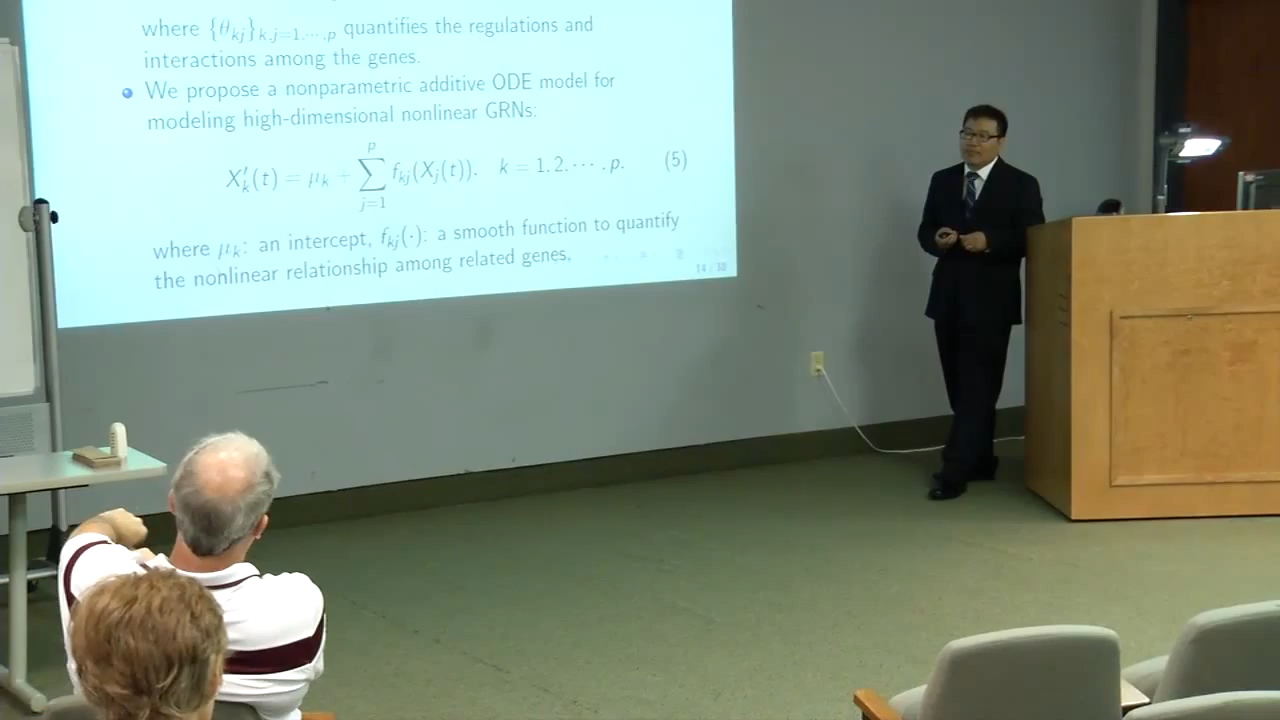 where {θkj}k,j=1,⋯,p quantifies the regulations and
interactions among the genes.
We propose a nonparametric additive ODE model for
modeling high-dimensional nonlinear GRNs:
X′k(t) = μk + ∑_{j=1}^{p} fkj(Xj(t)), k = 1, 2, ⋯ , p. (5)
where μk: an intercept, fkj(·): a smooth function to quantify
the nonlinear relationship among related genes.
14 / 38